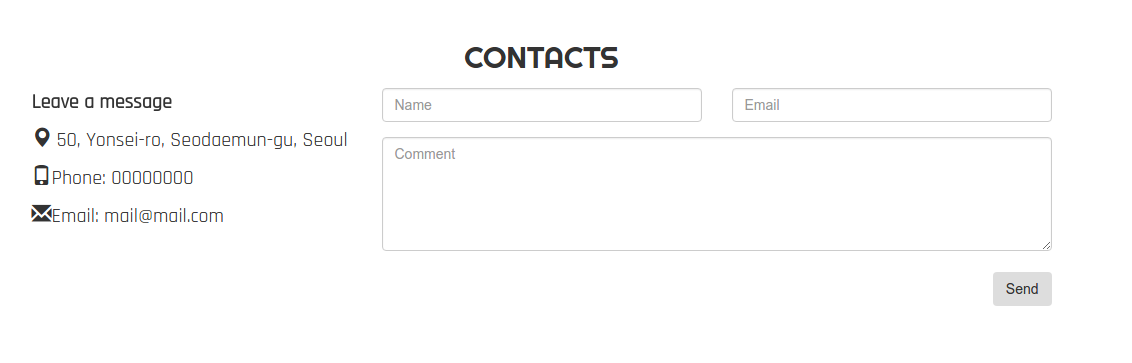 CONTACTS
Leave a message
50, Yonsei-ro, Seodaemun-gu, Seoul
Phone: 00000000
Email: mail@mail.com
Name
Email
Comment
Send